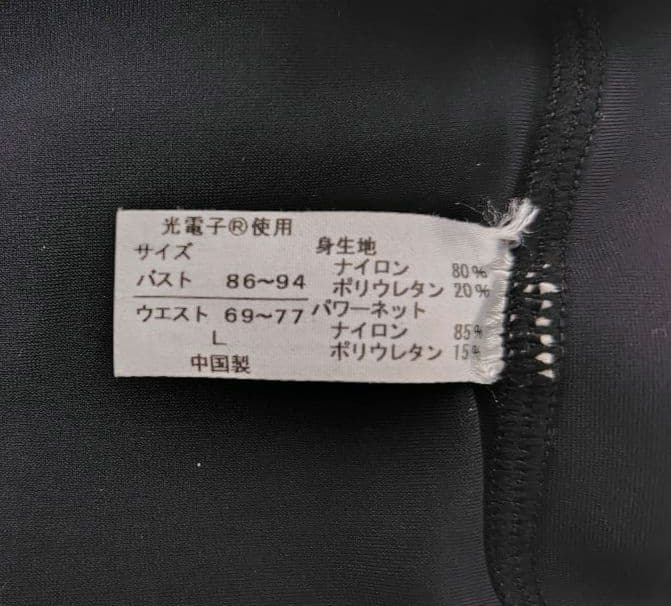 光電子®使用
サイズ
バスト 86〜94
ウエスト 69〜77
L
中国製
身生地
ナイロン 80%
ポリウレタン 20%
パワーネット
ナイロン 85%
ポリウレタン 15%